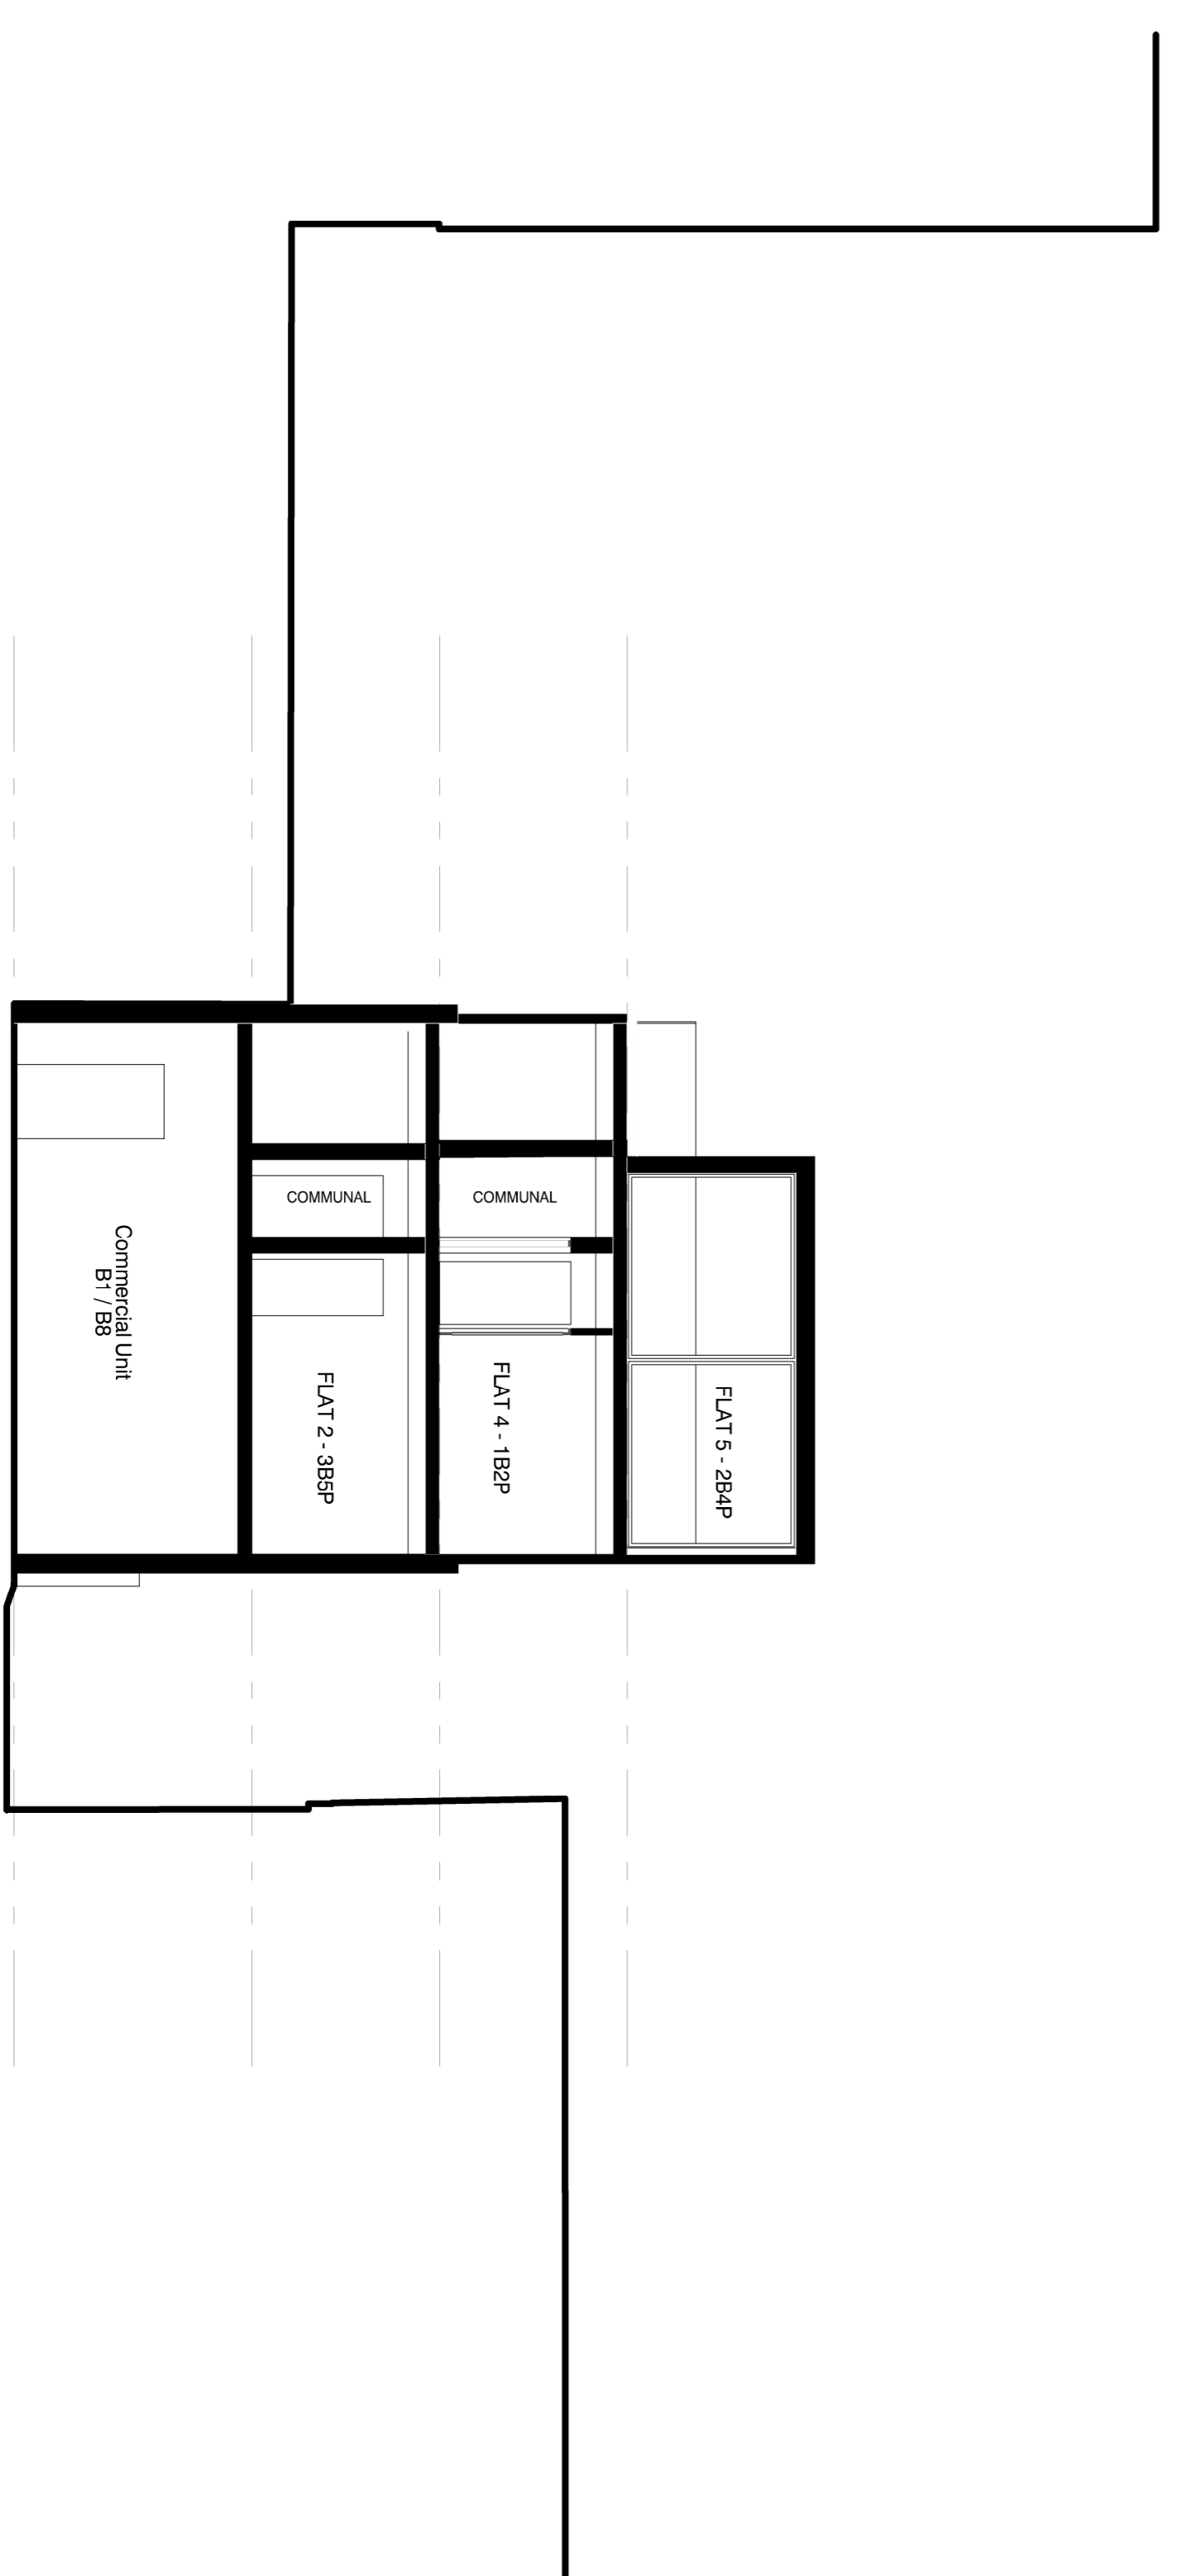 COMMUNAL
COMMUNAL
Commercial Unit
B1 / B8
FLAT 2 - 3B5P
FLAT 4 - 1B2P
FLAT 5 - 2B4P